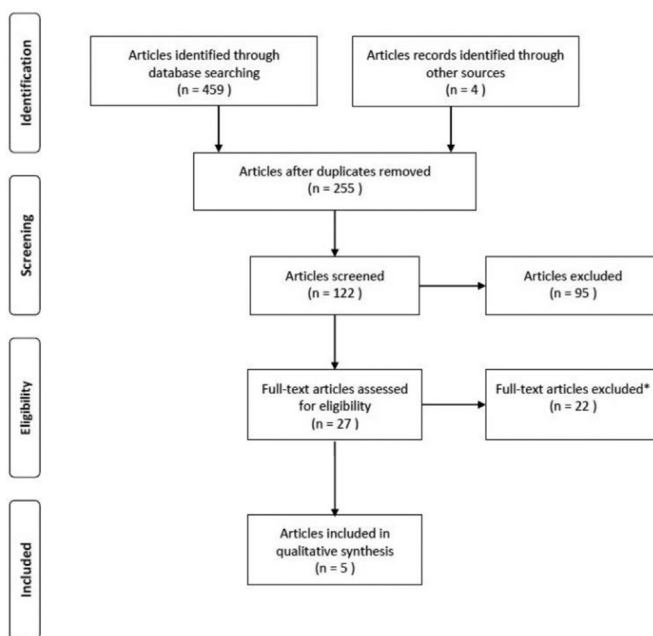 Identification
Articles identified through
database searching
(n = 459 )
Articles records identified through
other sources
(n = 4 )
Articles after duplicates removed
(n = 255 )
Screening
Articles screened
(n = 122 )
Articles excluded
(n = 95 )
Eligibility
Full-text articles assessed
for eligibility
(n = 27 )
Full-text articles excluded*
(n = 22 )
Included
Articles included in
qualitative synthesis
(n = 5 )